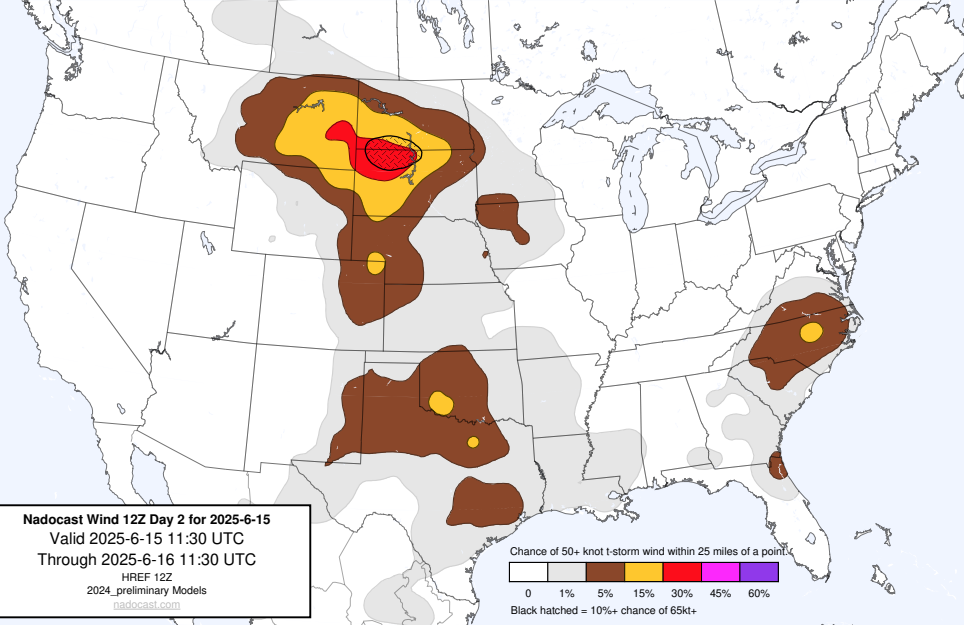 Nadocast Wind 12Z Day 2 for 2025-6-15
Valid 2025-6-15 11:30 UTC
Through 2025-6-16 11:30 UTC
HREF 12Z
2024_preliminary Models
nadocast.com
Chance of 50+ knot t-storm wind within 25 miles of a point.
0 1% 5% 15% 30% 45% 60%
Black hatched = 10%+ chance of 65kt+